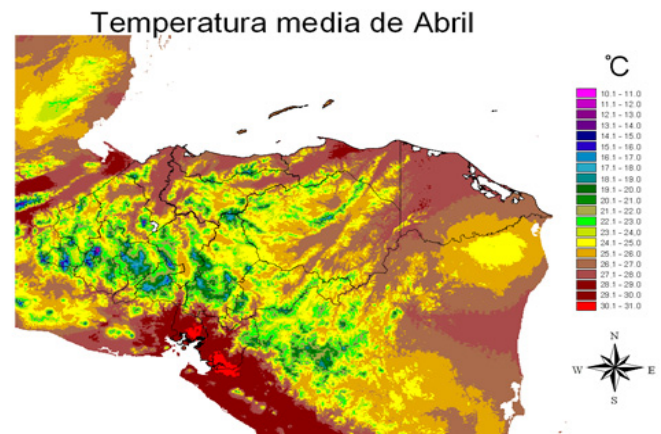 Temperatura media de Abril
°C
10.1 - 11.0
11.1 - 12.0
12.1 - 13.0
13.1 - 14.0
14.1 - 15.0
15.1 - 16.0
16.1 - 17.0
17.1 - 18.0
18.1 - 19.0
19.1 - 20.0
20.1 - 21.0
21.1 - 22.0
22.1 - 23.0
23.1 - 24.0
24.1 - 25.0
25.1 - 26.0
26.1 - 27.0
27.1 - 28.0
28.1 - 29.0
29.1 - 30.0
30.1 - 31.0
N
W E
S